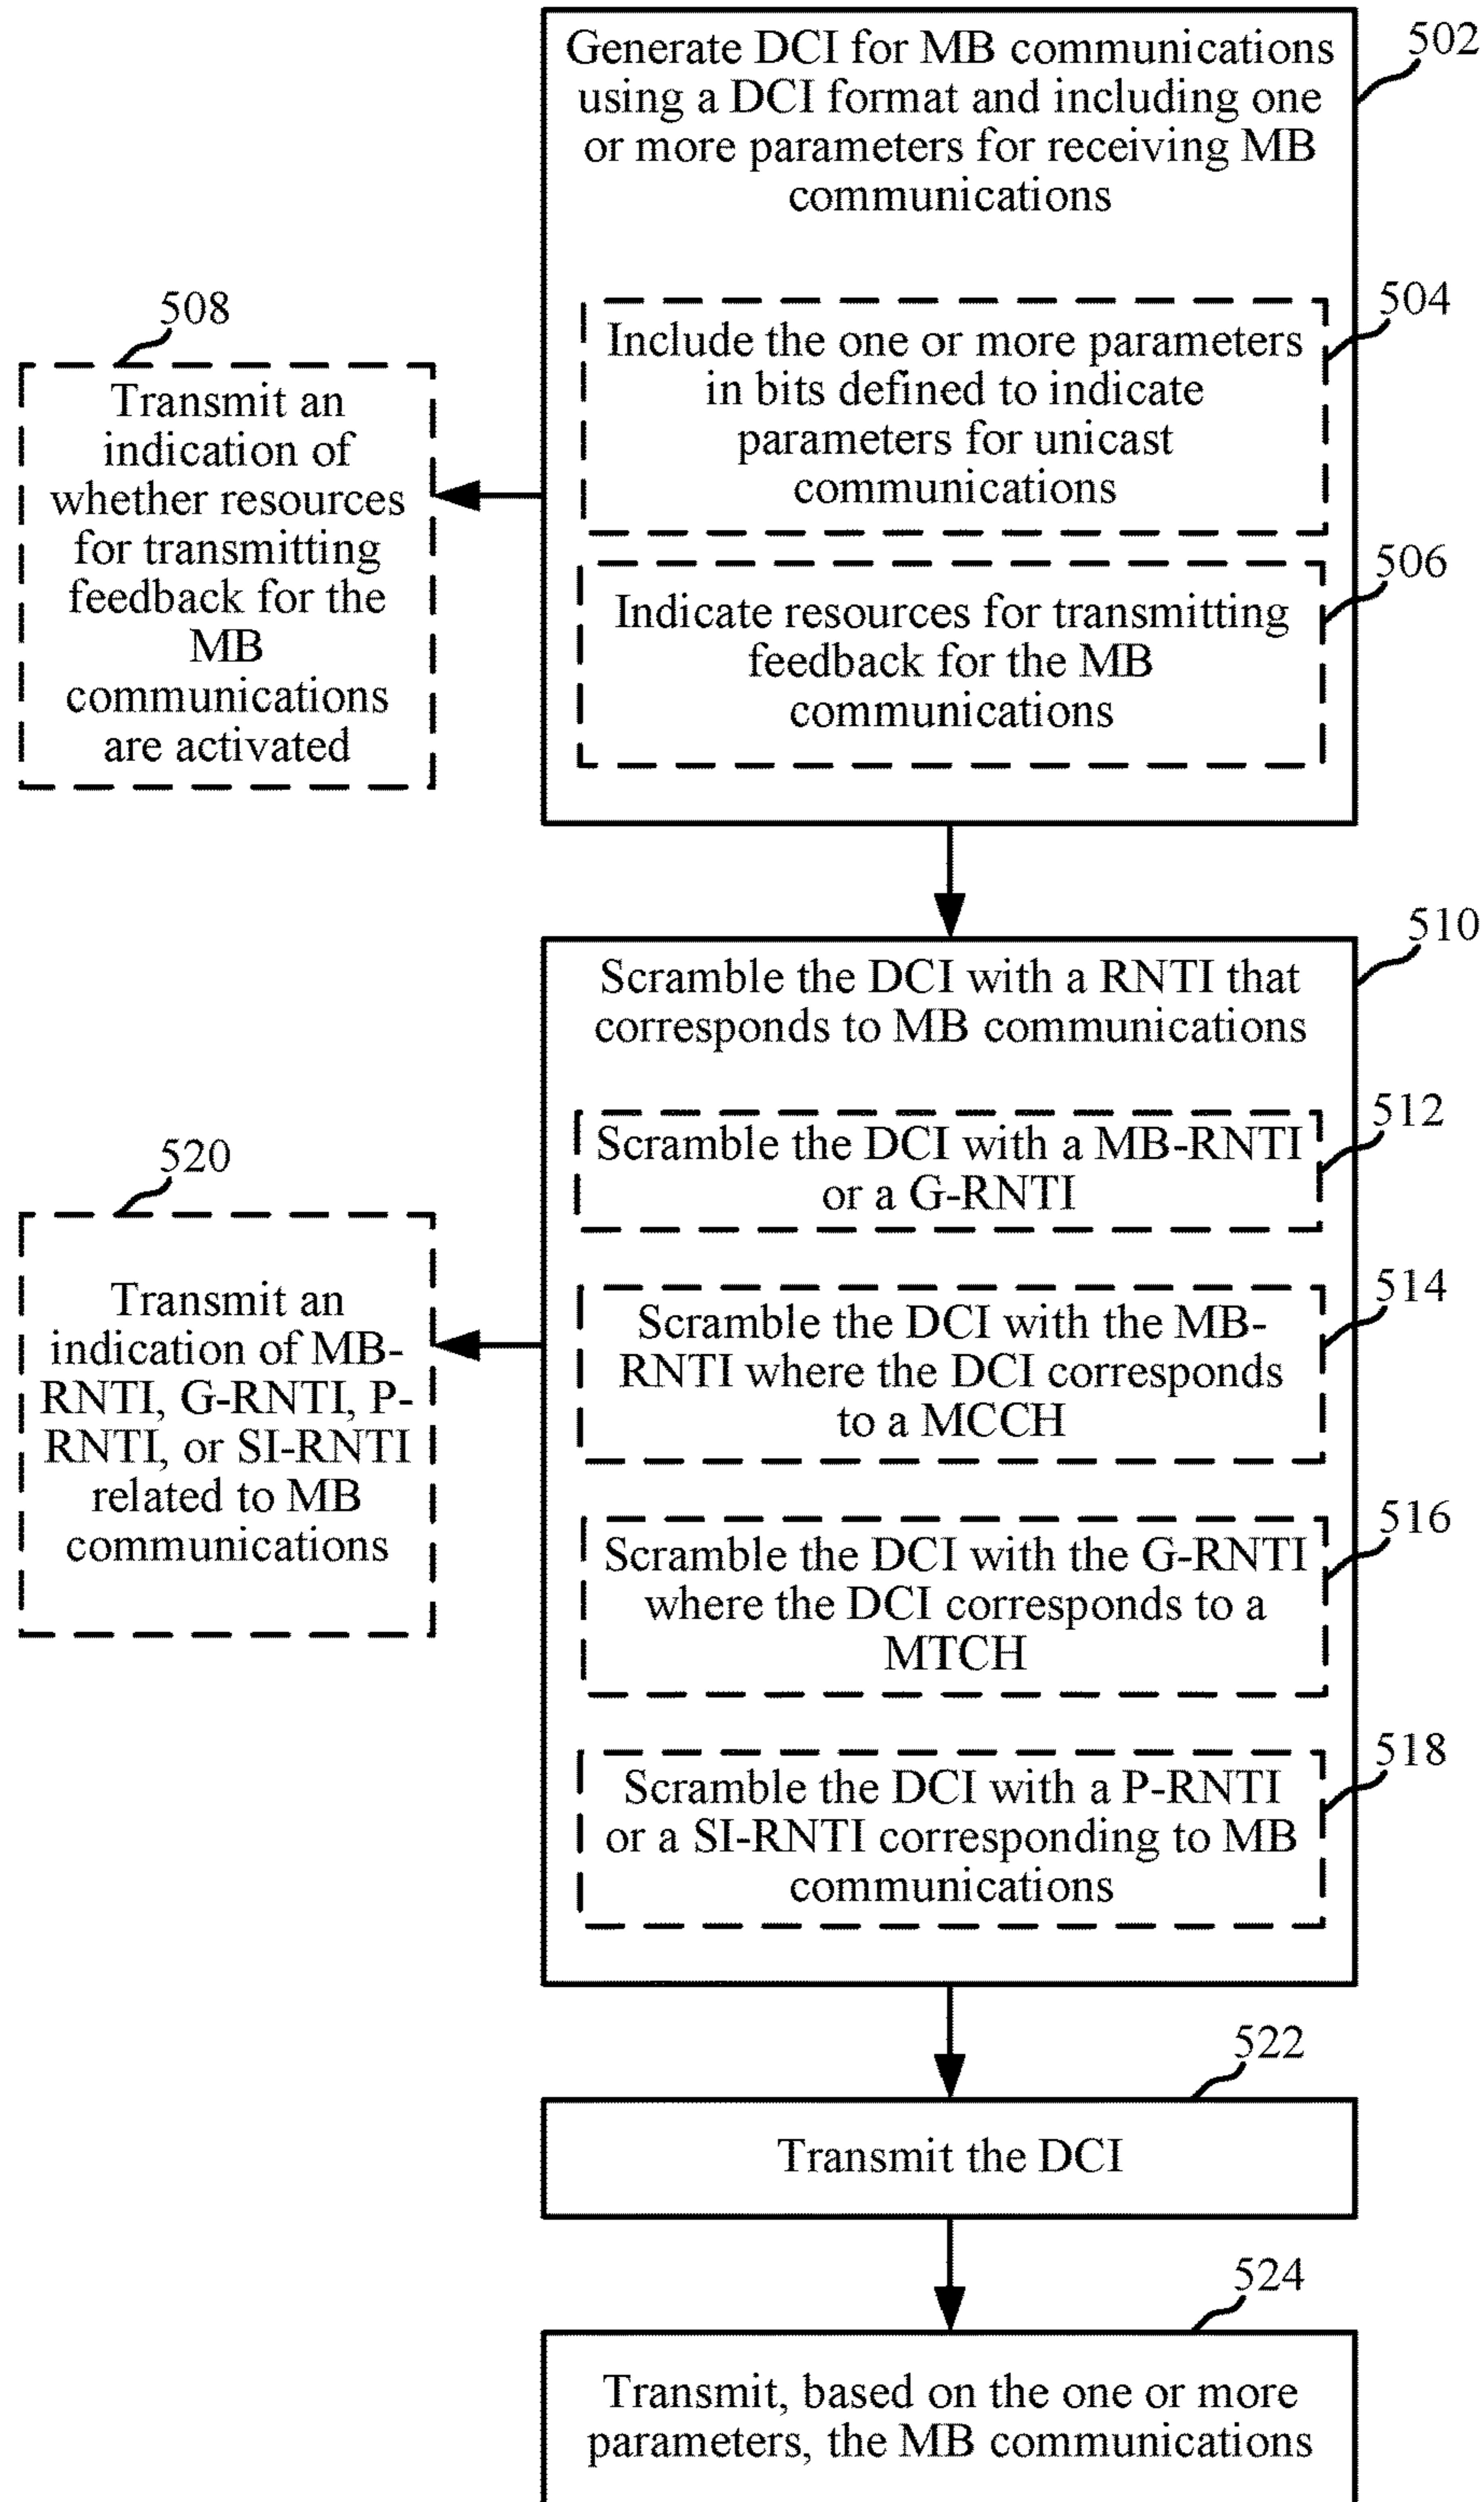 502
Generate DCI for MB communications
using a DCI format and including one
or more parameters for receiving MB
communications
504
Include the one or more parameters
in bits defined to indicate
parameters for unicast
communications
506
Indicate resources for transmitting
feedback for the MB
communications
508
Transmit an
indication of
whether resources
for transmitting
feedback for the
MB
communications
are activated
510
Scramble the DCI with a RNTI that
corresponds to MB communications
512
Scramble the DCI with a MB-RNTI
or a G-RNTI
514
Scramble the DCI with the MB-
RNTI where the DCI corresponds
to a MCCH
516
Scramble the DCI with the G-RNTI
where the DCI corresponds to a
MTCH
518
Scramble the DCI with a P-RNTI
or a SI-RNTI corresponding to MB
communications
520
Transmit an
indication of MB-
RNTI, G-RNTI, P-
RNTI, or SI-RNTI
related to MB
communications
522
Transmit the DCI
524
Transmit, based on the one or more
parameters, the MB communications